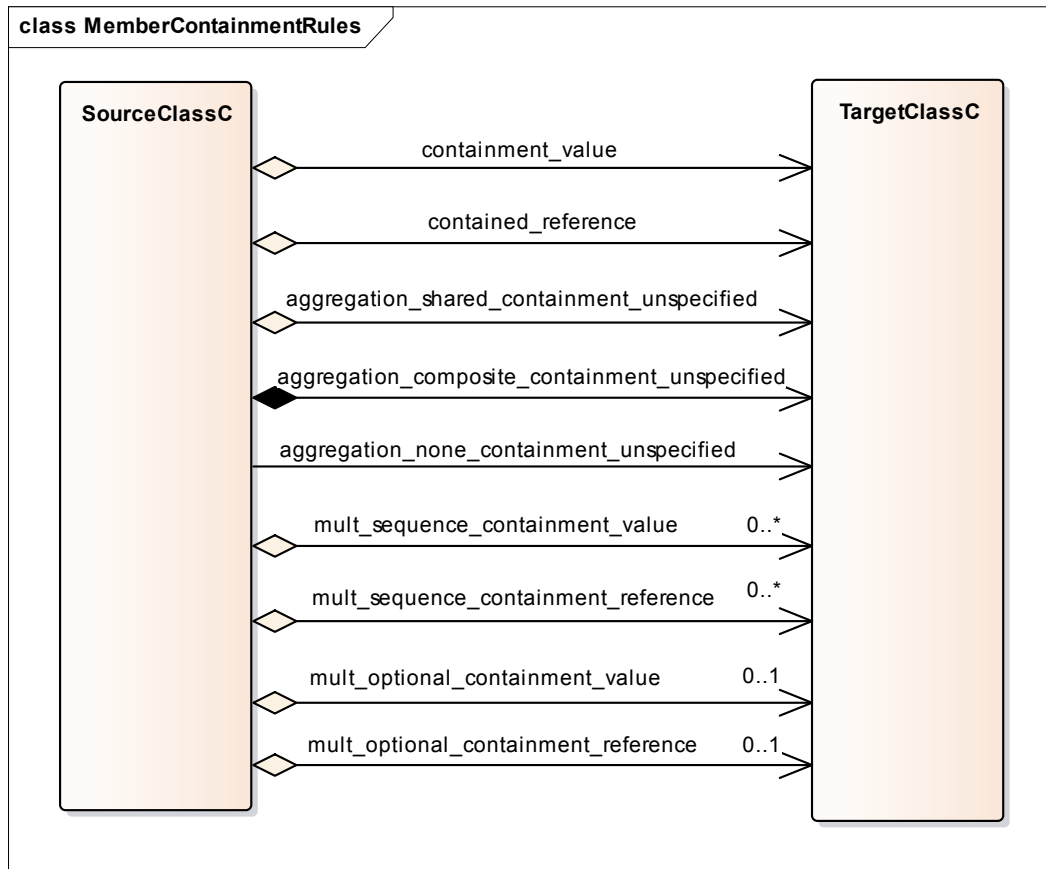 class MemberContainmentRules
SourceClassC
TargetClassC
containment_value
contained_reference
aggregation_shared_containment_unspecified
aggregation_composite_containment_unspecified
aggregation_none_containment_unspecified
mult_sequence_containment_value 0..*
mult_sequence_containment_reference 0..*
mult_optional_containment_value 0..1
mult_optional_containment_reference 0..1